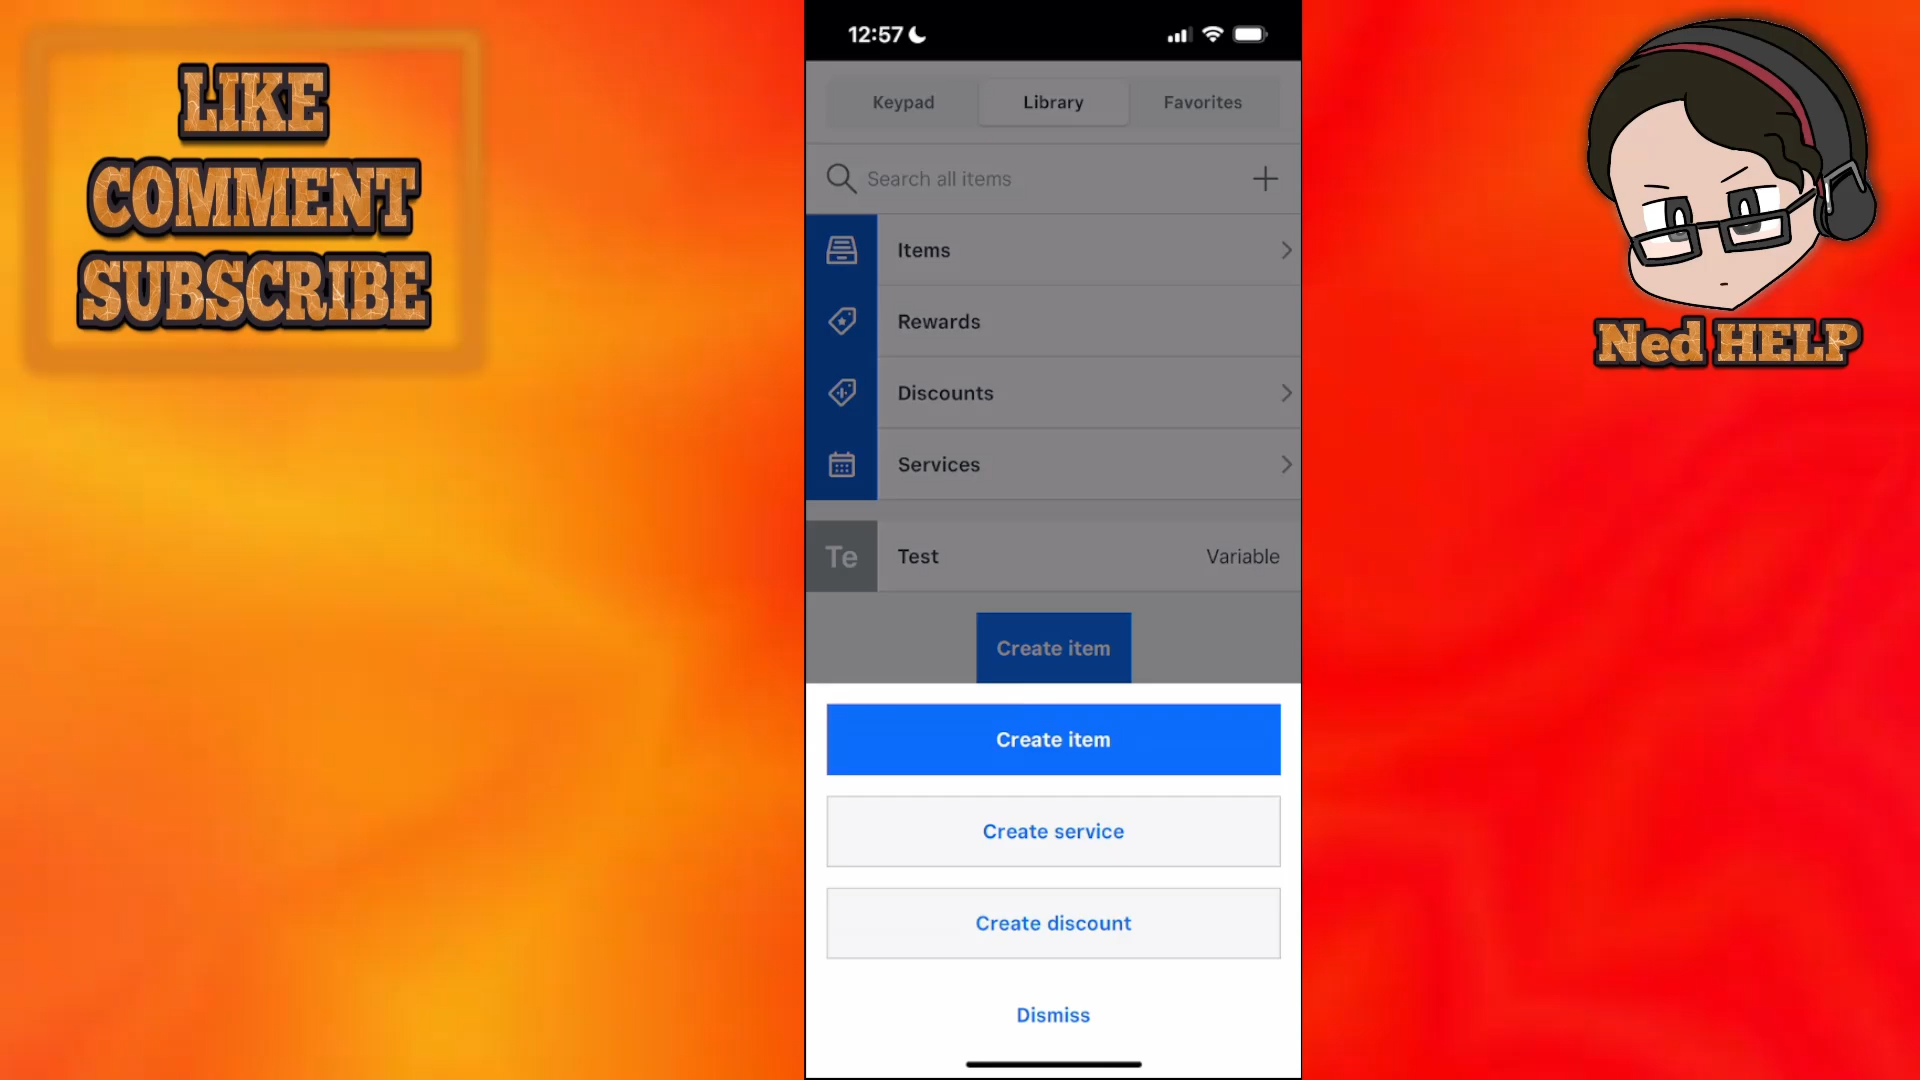 LIKE
COMMENT
SUBSCRIBE
12:57
Keypad
Library
Favorites
Search all items
Items
Rewards
Discounts
Services
Te
Test
Variable
Create item
Create item
Create service
Create discount
Dismiss
Ned HELP